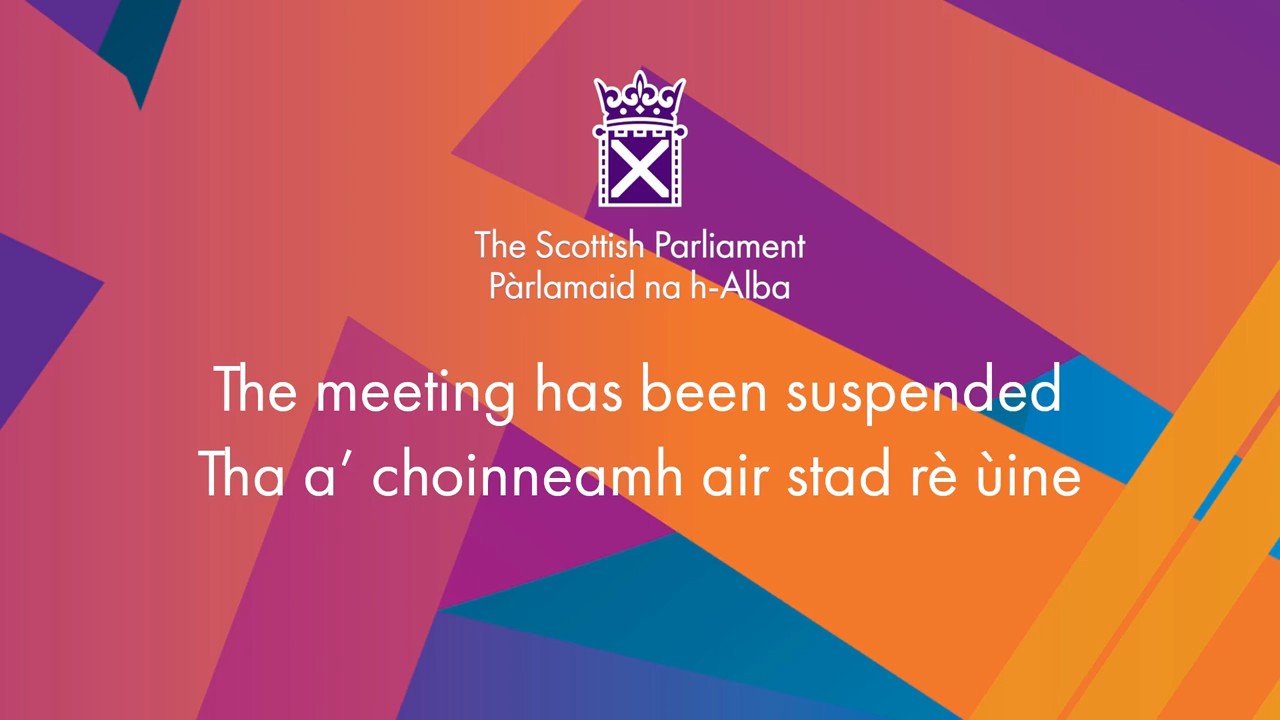 The Scottish Parliament
Pàrlamaid na h-Alba
The meeting has been suspended
Tha a’ choinneamh air stad rè ùine